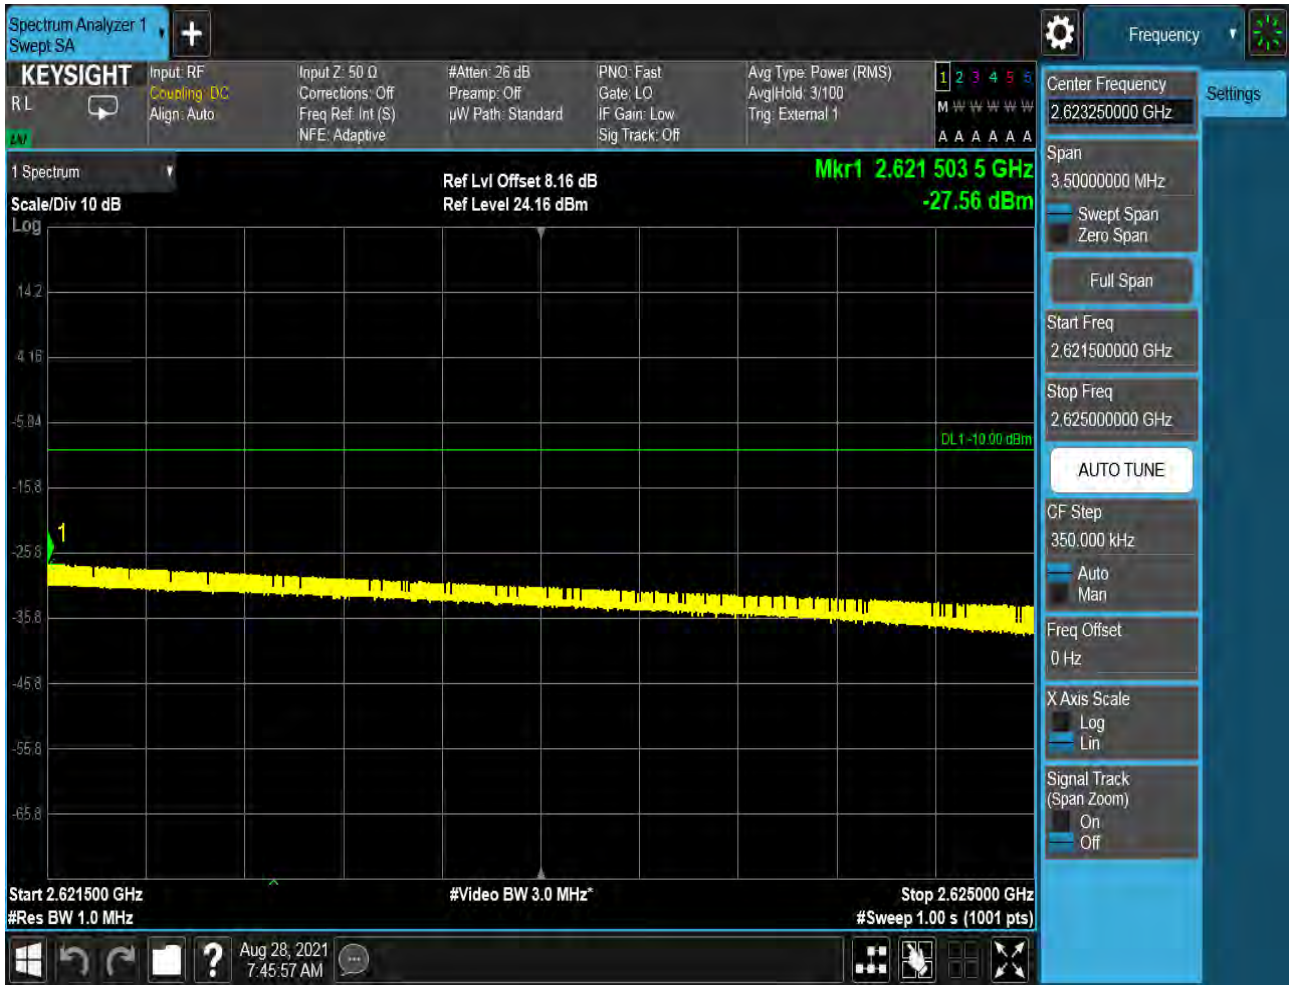 Spectrum Analyzer 1
Swept SA
Frequency
KEYSIGHT
R L
LNI
Input: RF
Coupling: DC
Align: Auto
Input Z: 50 Ω
Corrections: Off
Freq Ref: Int (S)
NFE: Adaptive
#Atten: 26 dB
Preamp: Off
µW Path: Standard
PNO: Fast
Gate: LO
IF Gain: Low
Sig Track: Off
Avg Type: Power (RMS)
Avg|Hold: 3/100
Trig: External 1
1 2 3 4 5 6
M W W W W W
A A A A A A
1 Spectrum
Scale/Div 10 dB
Log
Ref Lvl Offset 8.16 dB
Ref Level 24.16 dBm
Mkr1 2.621 503 5 GHz
-27.56 dBm
14.2
4.16
-5.84
DL1 -10.00 dBm
-15.8
1
-25.8
-35.8
-45.8
-55.8
-65.8
Start 2.621500 GHz
#Res BW 1.0 MHz
#Video BW 3.0 MHz*
Stop 2.625000 GHz
#Sweep 1.00 s (1001 pts)
Center Frequency
2.623250000 GHz
Settings
Span
3.50000000 MHz
Swept Span
Zero Span
Full Span
Start Freq
2.621500000 GHz
Stop Freq
2.625000000 GHz
AUTO TUNE
CF Step
350.000 kHz
Auto
Man
Freq Offset
0 Hz
X Axis Scale
Log
Lin
Signal Track
(Span Zoom)
On
Off
?
Aug 28, 2021
7:45:57 AM